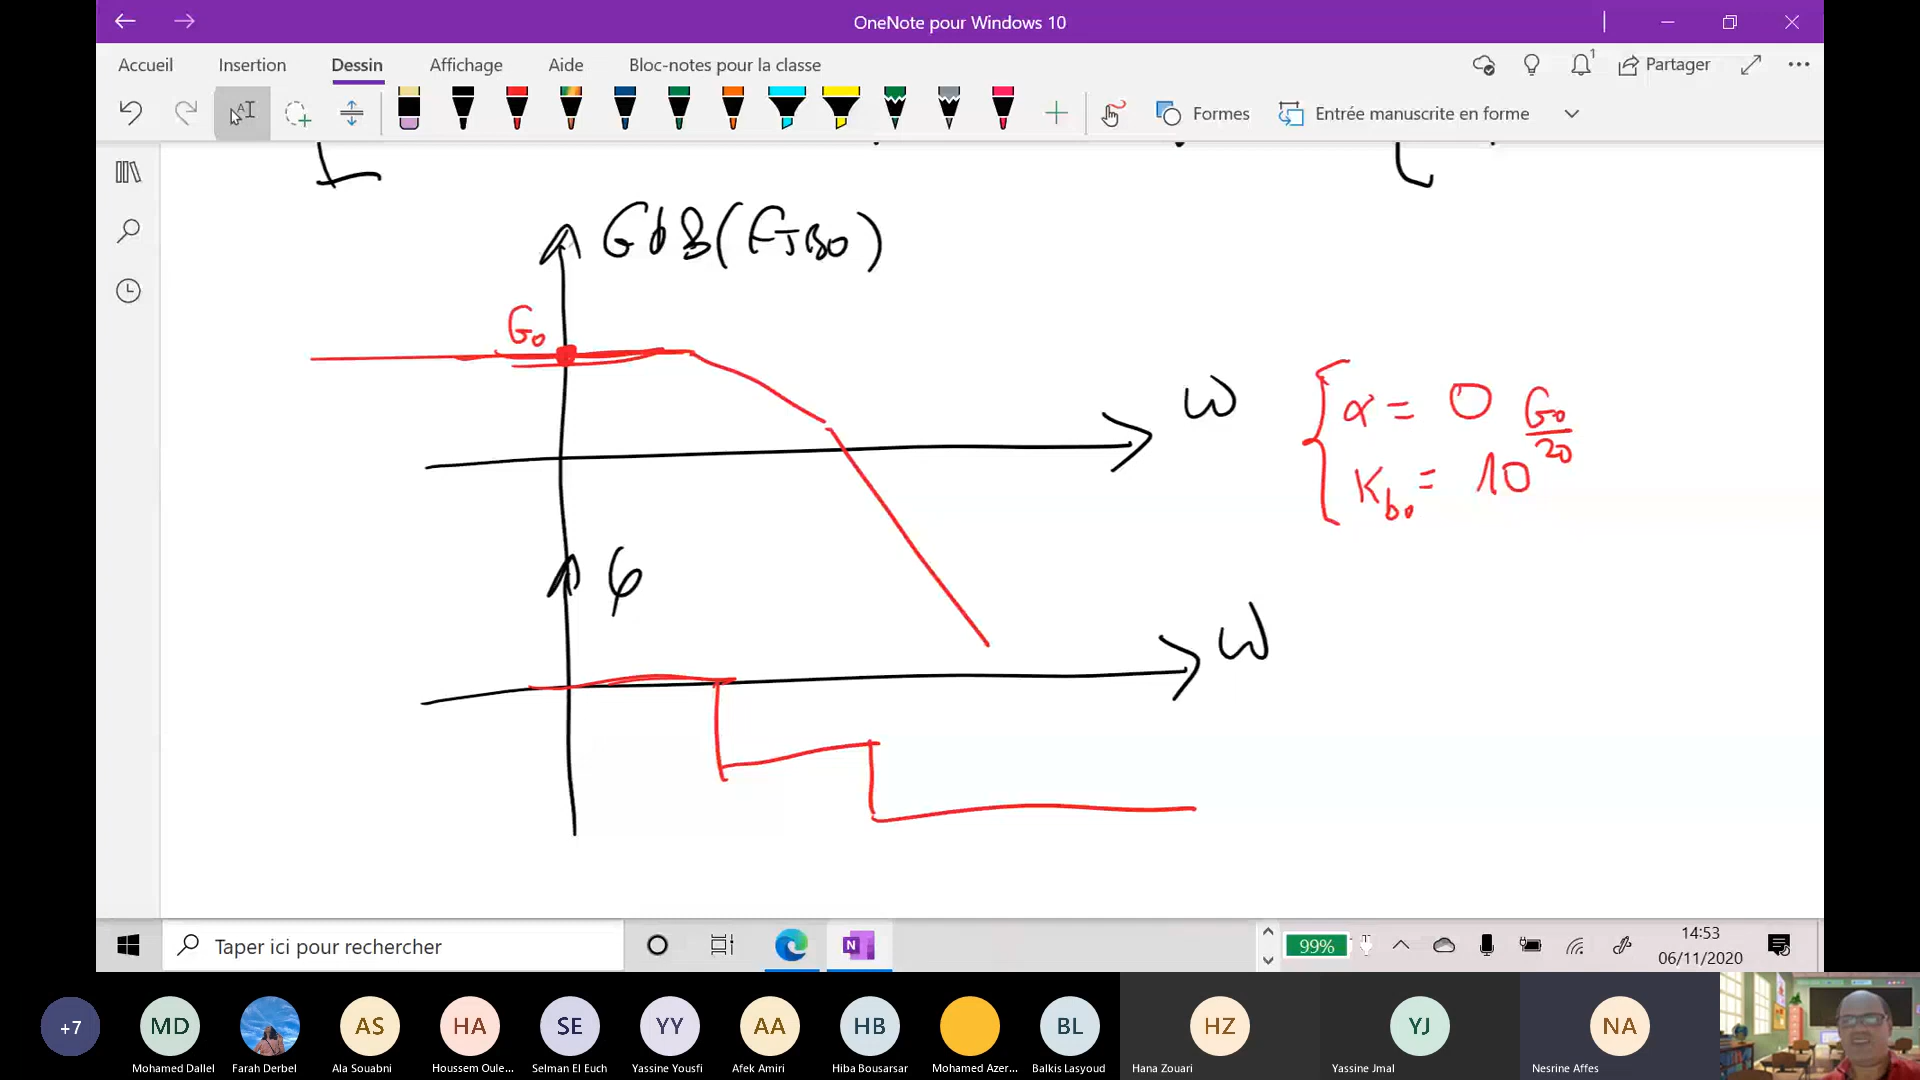 OneNote pour Windows 10
Accueil Insertion Dessin Affichage Aide Bloc-notes pour la classe
1 Partager
Formes Entrée manuscrite en forme
GdB(FTBO)
G₀
ω
α = 0
K_bo = 10^(G₀/20)
φ
ω
Taper ici pour rechercher
99%
14:53
06/11/2020
+7 MD AS HA SE YY AA HB BL HZ YJ NA
Mohamed Dallel Farah Derbel Ala Souabni Houssem Oule... Selman El Euch Yassine Yousfi Afek Amiri Hiba Bousarsar Mohamed Azer... Balkis Lasyoud Hana Zouari Yassine Jmal Nesrine Affes